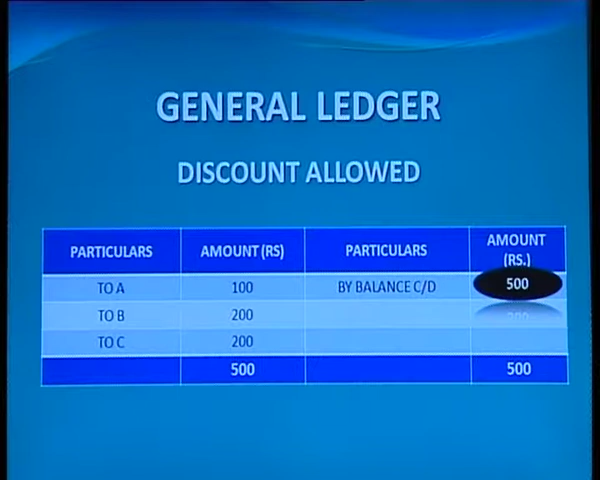 GENERAL LEDGER
DISCOUNT ALLOWED
PARTICULARS AMOUNT (RS) PARTICULARS AMOUNT (RS.)
TO A 100 BY BALANCE C/D 500
TO B 200
TO C 200
500 500